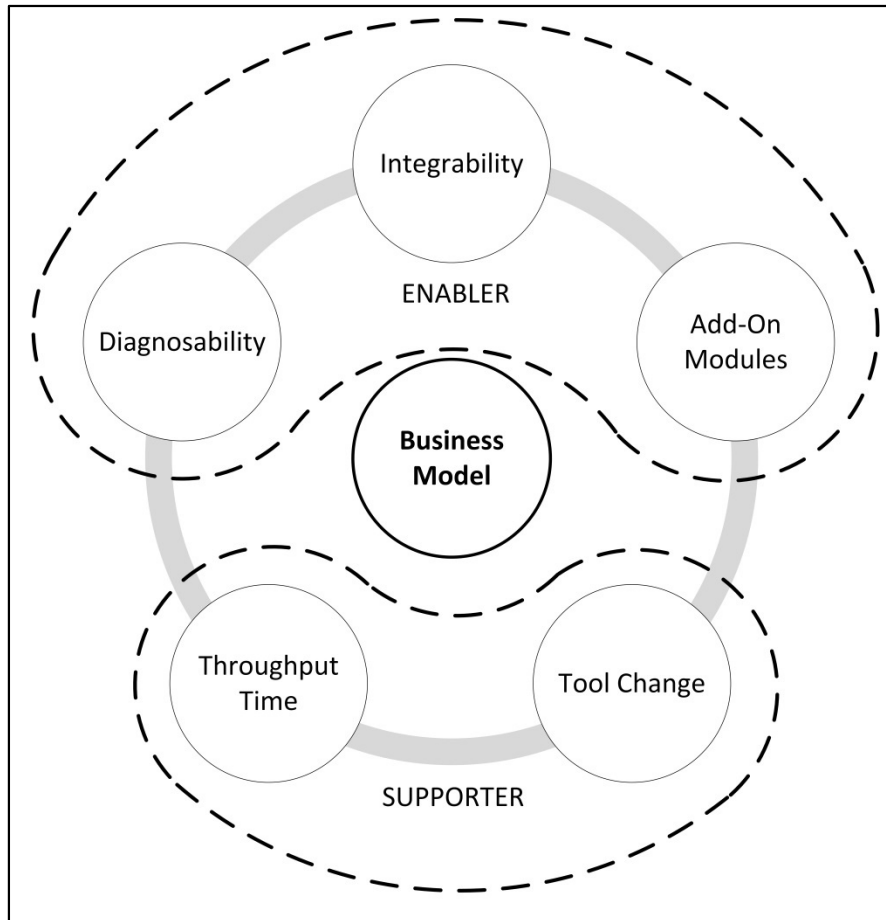 Integrability
ENABLER
Diagnosability
Add-On
Modules
Business
Model
Throughput
Time
Tool Change
SUPPORTER